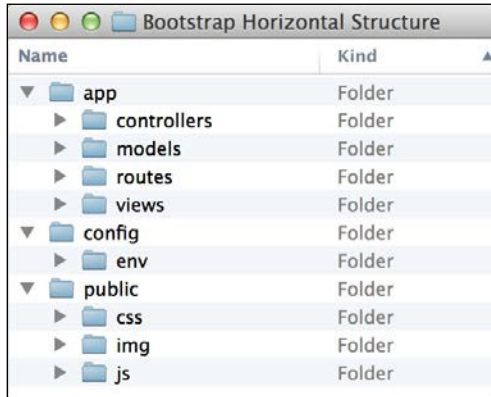 Bootstrap Horizontal Structure
Name Kind
app Folder
controllers Folder
models Folder
routes Folder
views Folder
config Folder
env Folder
public Folder
css Folder
img Folder
js Folder